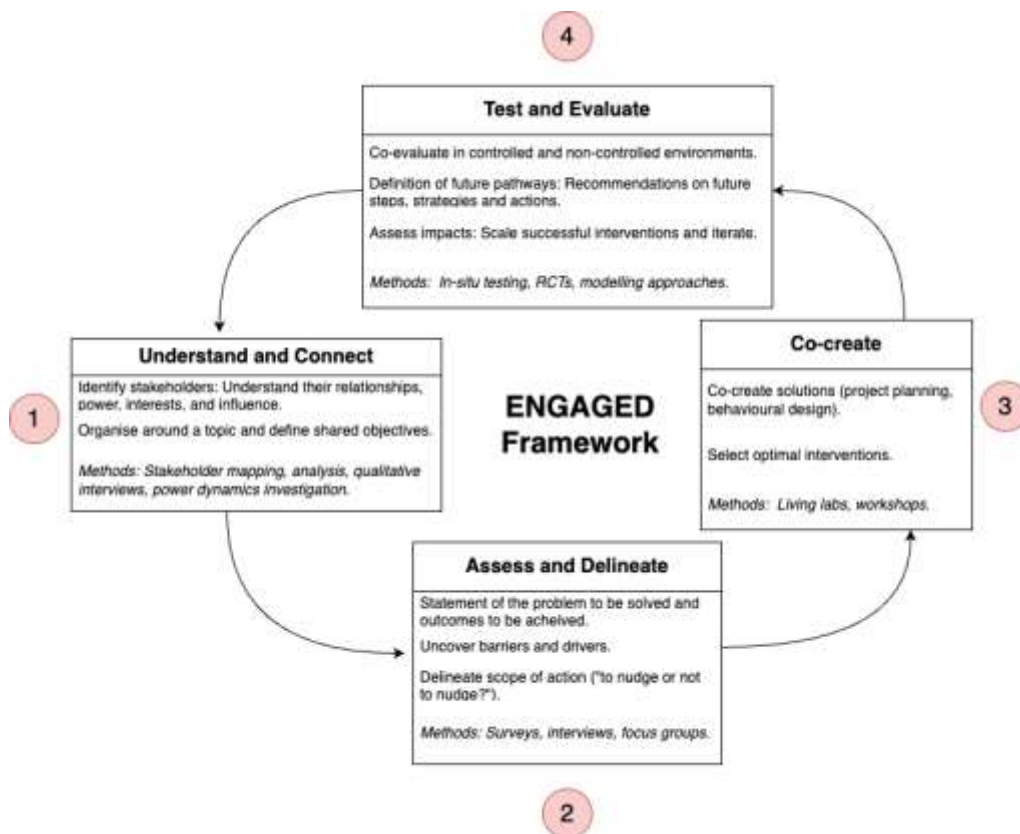 4
Test and Evaluate
Co-evaluate in controlled and non-controlled environments.
Definition of future pathways: Recommendations on future
steps, strategies and actions.
Assess impacts: Scale successful interventions and iterate.
Methods: In-situ testing, RCTs, modelling approaches.
1
Understand and Connect
Identify stakeholders: Understand their relationships,
power, interests, and influence.
Organise around a topic and define shared objectives.
Methods: Stakeholder mapping, analysis, qualitative
interviews, power dynamics investigation.
ENGAGED
Framework
Co-create
Co-create solutions (project planning,
behavioural design).
Select optimal interventions.
Methods: Living labs, workshops.
3
Assess and Delineate
Statement of the problem to be solved and
outcomes to be acheived.
Uncover barriers and drivers.
Delineate scope of action ("to nudge or not
to nudge?").
Methods: Surveys, interviews, focus groups.
2